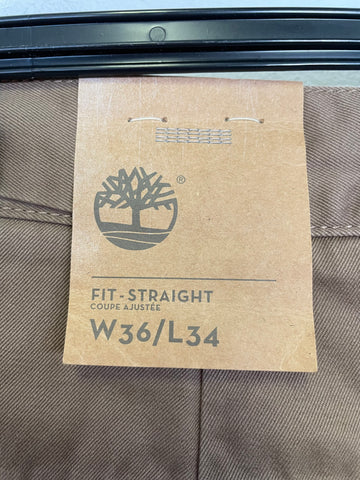 ®
FIT-STRAIGHT
COUPE AJUSTÉE
W36/L34